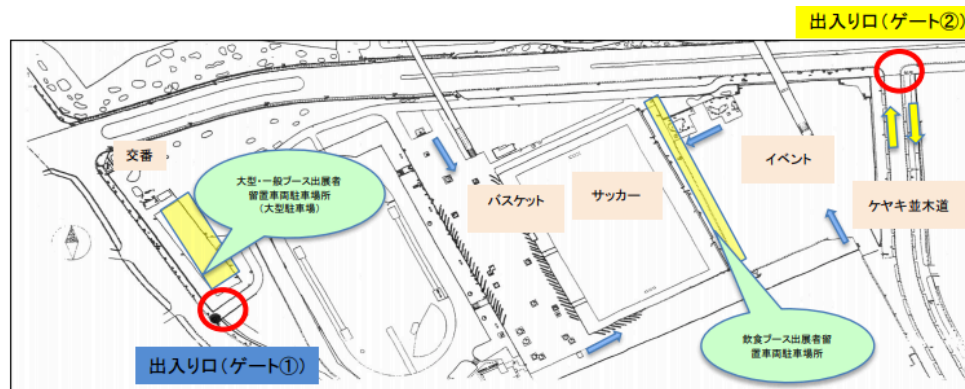 出入り口(ゲート②)
交番
大型・一般ブース出展者
留置車両駐車場所
(大型駐車場)
バスケット
サッカー
イベント
ケヤキ並木道
飲食ブース出展者留
置車両駐車場所
出入り口(ゲート①)